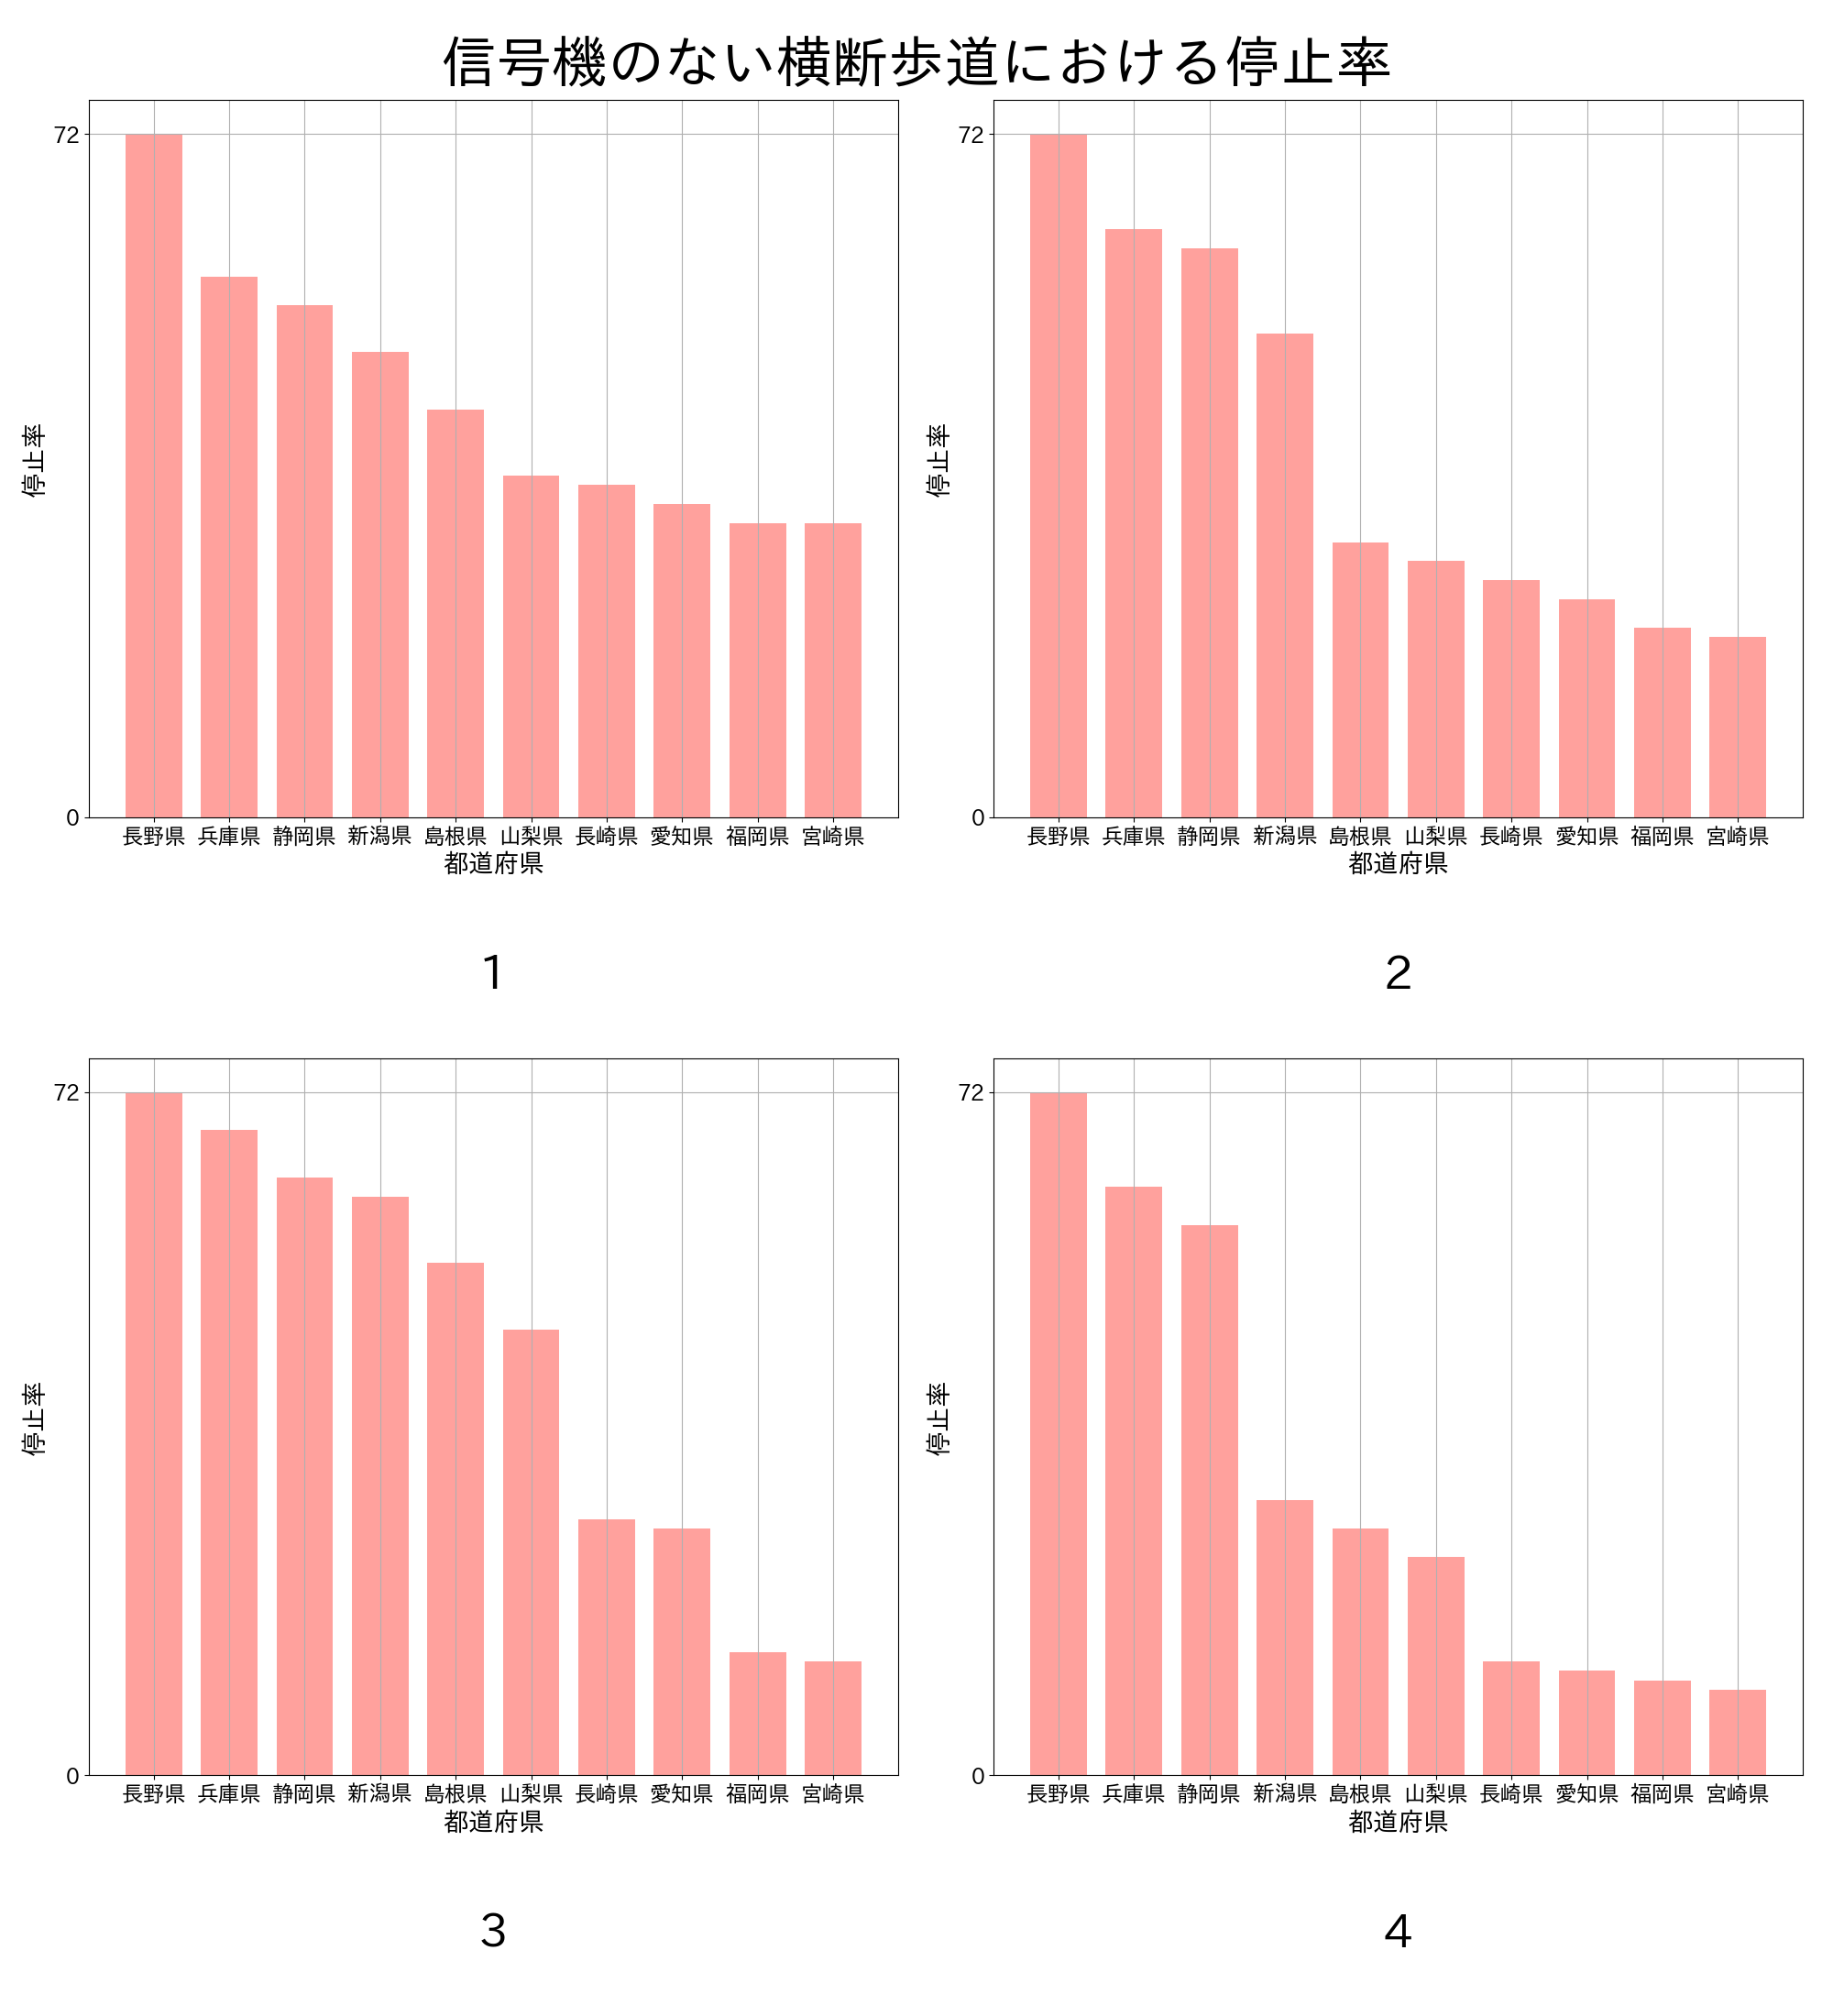 信号機のない横断歩道における停止率
72
0
停止率
長野県 兵庫県 静岡県 新潟県 島根県 山梨県 長崎県 愛知県 福岡県 宮崎県
都道府県
1
72
0
停止率
長野県 兵庫県 静岡県 新潟県 島根県 山梨県 長崎県 愛知県 福岡県 宮崎県
都道府県
2
72
0
停止率
長野県 兵庫県 静岡県 新潟県 島根県 山梨県 長崎県 愛知県 福岡県 宮崎県
都道府県
3
72
0
停止率
長野県 兵庫県 静岡県 新潟県 島根県 山梨県 長崎県 愛知県 福岡県 宮崎県
都道府県
4